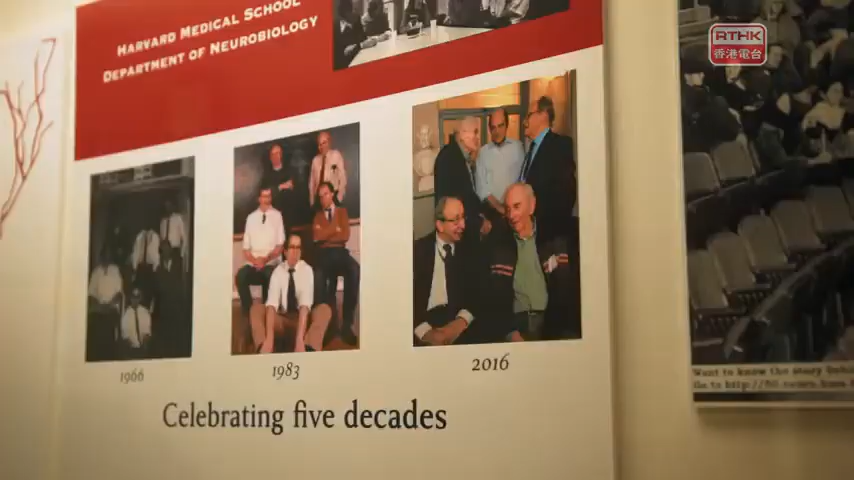 HARVARD MEDICAL SCHOOL
DEPARTMENT OF NEUROBIOLOGY
RTHK
香港電台
1966
1983
2016
Celebrating five decades
Want to know the story
Go to http://